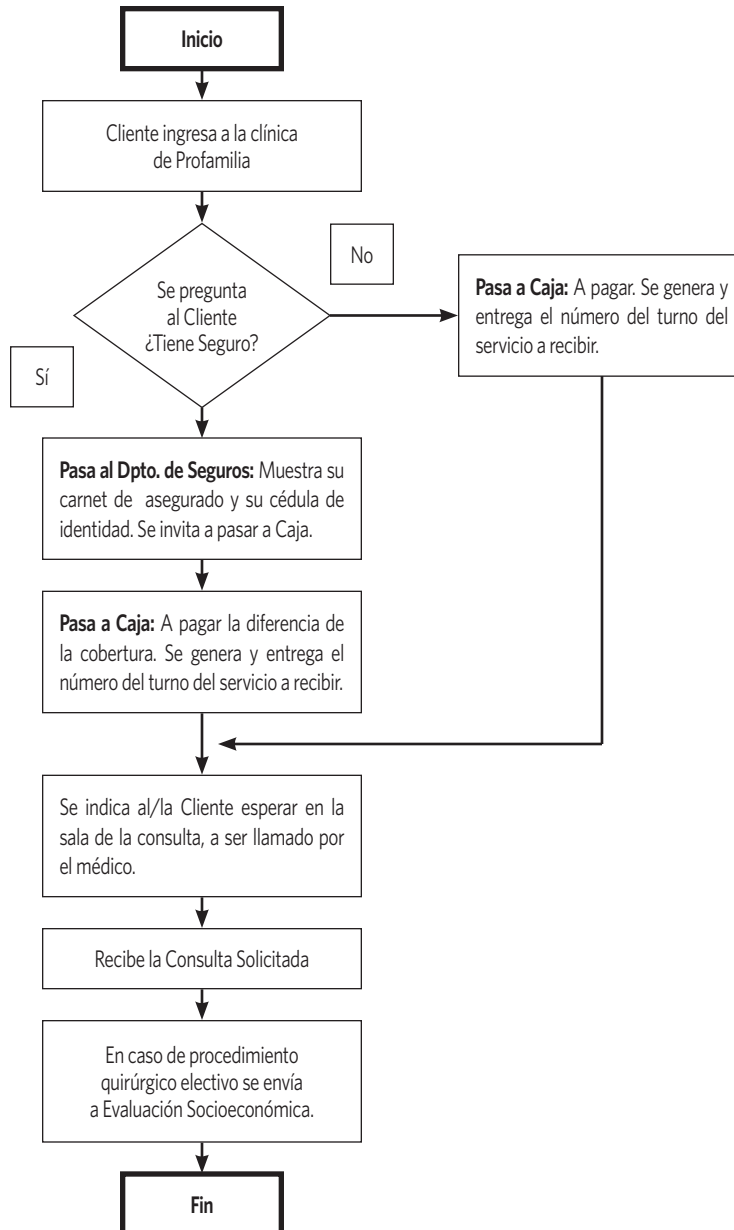 Inicio
Cliente ingresa a la clínica
de Profamilia
Se pregunta
al Cliente
¿Tiene Seguro?
No
Pasa a Caja: A pagar. Se genera y
entrega el número del turno del
servicio a recibir.
Sí
Pasa al Dpto. de Seguros: Muestra su
carnet de asegurado y su cédula de
identidad. Se invita a pasar a Caja.
Pasa a Caja: A pagar la diferencia de
la cobertura. Se genera y entrega el
número del turno del servicio a recibir.
Se indica al/la Cliente esperar en la
sala de la consulta, a ser llamado por
el médico.
Recibe la Consulta Solicitada
En caso de procedimiento
quirúrgico electivo se envía
a Evaluación Socioeconómica.
Fin